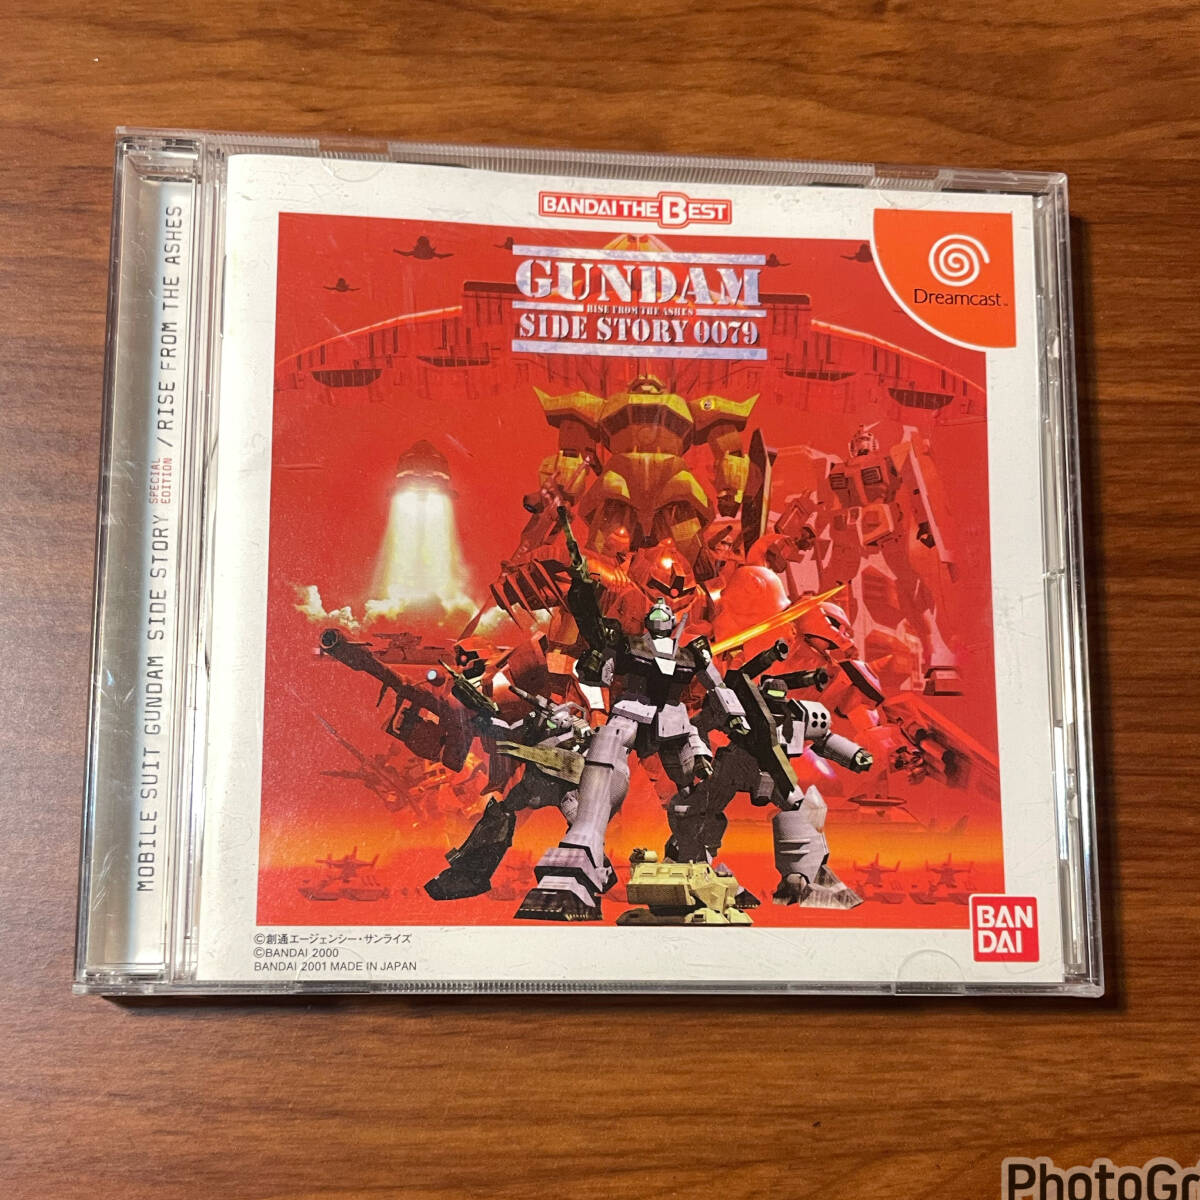 BANDAI THE BEST
GUNDAM
RISE FROM THE ASHES
SIDE STORY 0079
Dreamcast™
MOBILE SUIT GUNDAM SIDE STORY SPECIAL EDITION / RISE FROM THE ASHES
©創通エージェンシー・サンライズ
©BANDAI 2000
BANDAI 2001 MADE IN JAPAN
BAN
DAI
PhotoGr